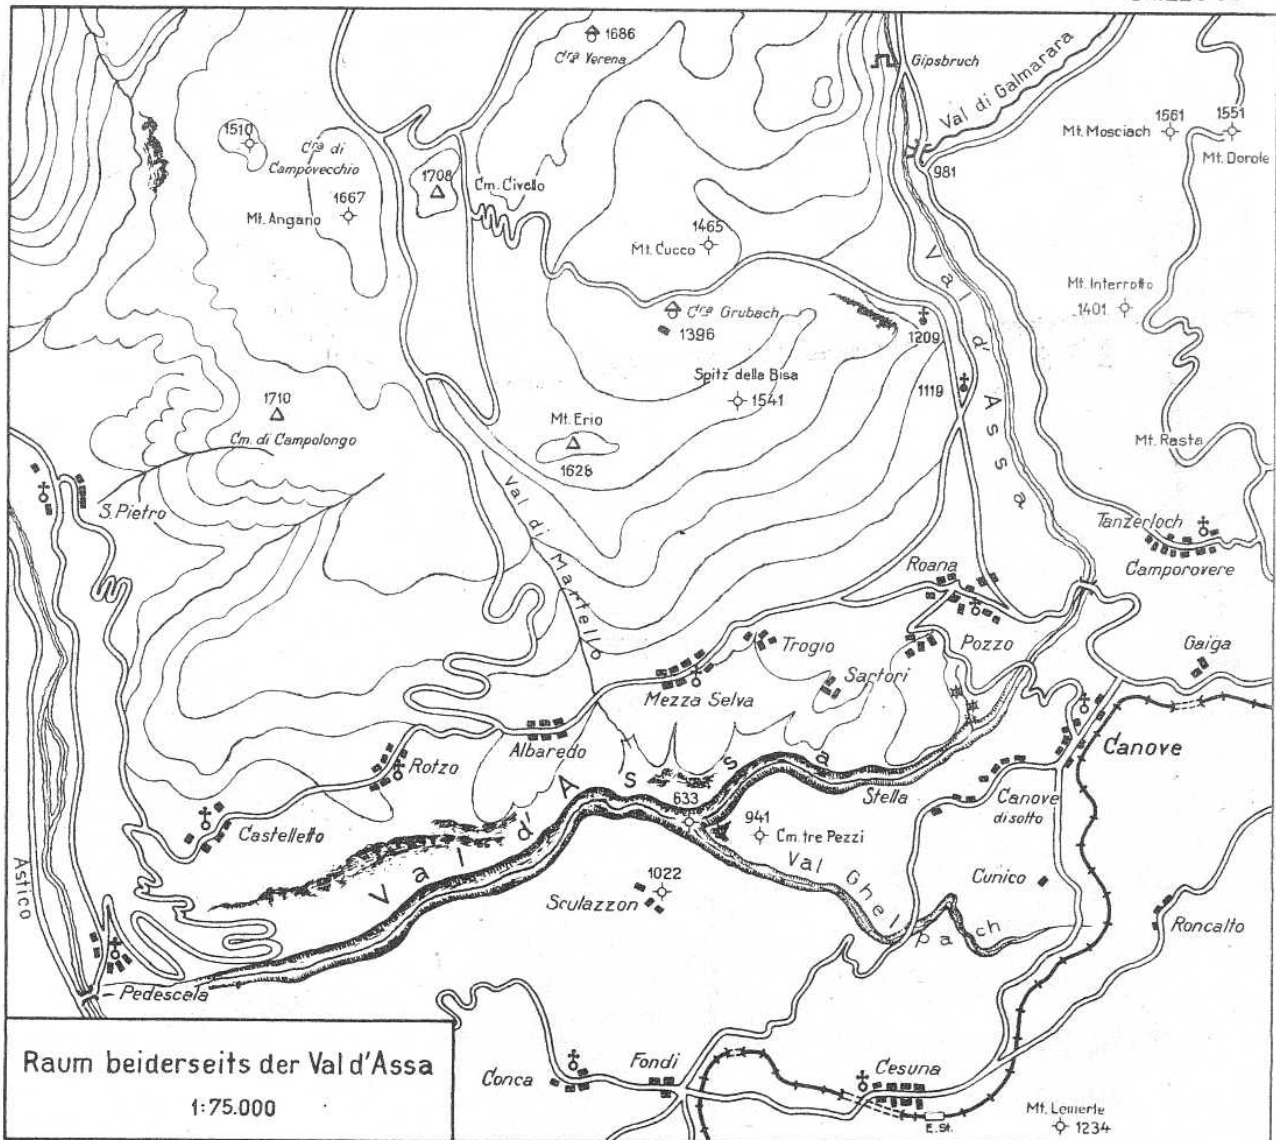 1686
Cra Verena
Gipsbruch
Val di Galmarara
1561
1551
Mt. Mosciach
Mt. Dorole
981
1510
Cra di
Campovecchio
1667
Mt. Angano
1708
Cm. Civello
1465
Mt. Cucco
Cra Grubach
1396
Mt. Interrotto
1401
1209
Spitz della Bisa
1541
1119
Val d'Assa
1710
Cm. di Campolongo
Mt. Erio
1628
Mt. Rasta
S. Pietro
Val di Martello
Tanzerloch
Camporovere
Roana
Pozzo
Gaiga
Trogio
Sartori
Mezza Selva
Albaredo
Rotzo
Canove
Castelletto
Val d'Assa
633
Stella
Canove
di sotto
941
Cm. tre Pezzi
Val Ghelpach
Cunico
1022
Sculazzon
Roncalto
Astico
Pedescala
Raum beiderseits der Val d'Assa
1:75.000
Conca
Fondi
Cesuna
E. St.
Mt. Lemerle
1234